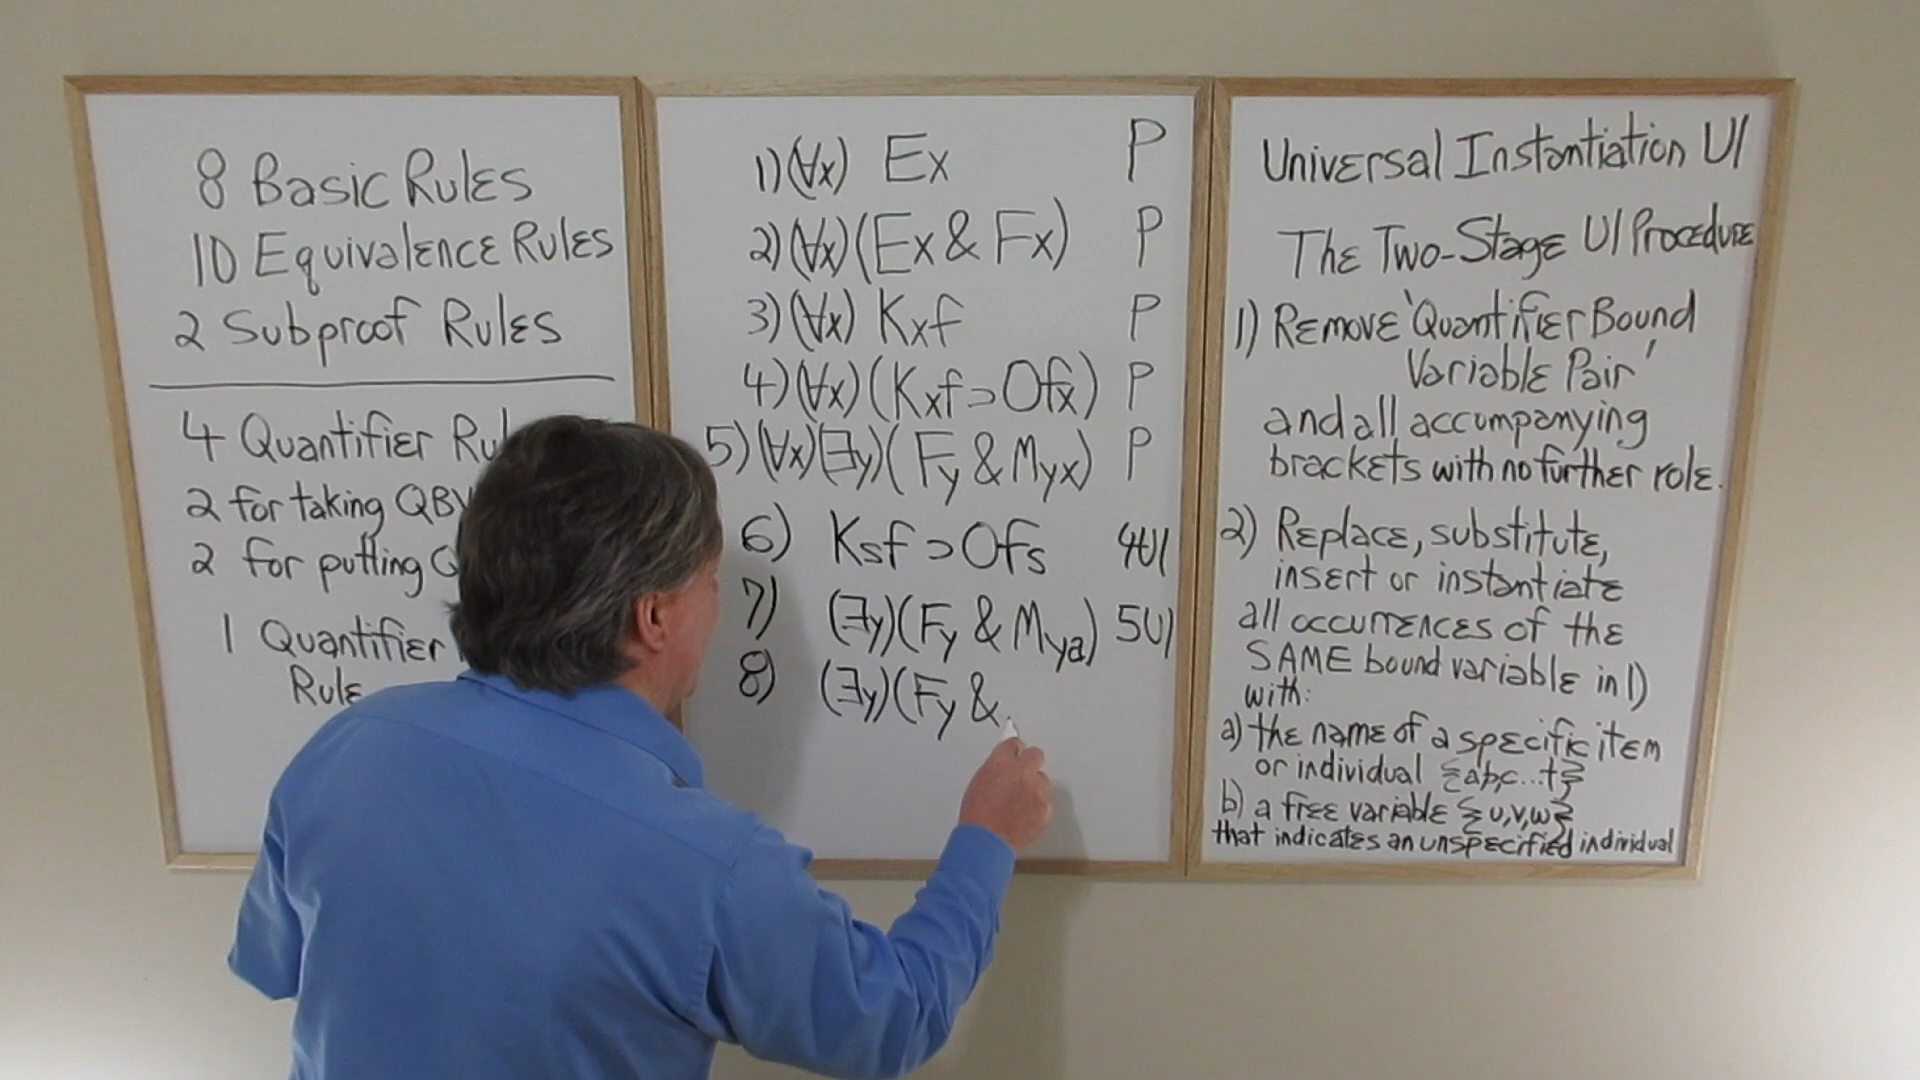 8 Basic Rules
10 Equivalence Rules
2 Subproof Rules
4 Quantifier Ru
2 for taking QBV
2 for putting Q
1 Quantifier
Rule
1) (∀x) Ex P
2) (∀x)(Ex & Fx) P
3) (∀x) Kxf P
4) (∀x)(Kxf⊃Ofx) P
5) (∀x)(∃y)(Fy & Myx) P
6) Ksf⊃Ofs 4UI
7) (∃y)(Fy & Mya) 5UI
8) (∃y)(Fy &
Universal Instantiation UI
The Two-Stage UI Procedure
1) Remove 'Quantifier Bound
Variable Pair'
and all accompanying
brackets with no further role.
2) Replace, substitute,
insert or instantiate
all occurrences of the
SAME bound variable in 1)
with:
a) the name of a specific item
or individual {a,b,c...t}
b) a free variable {u,v,w}
that indicates an unspecified individual